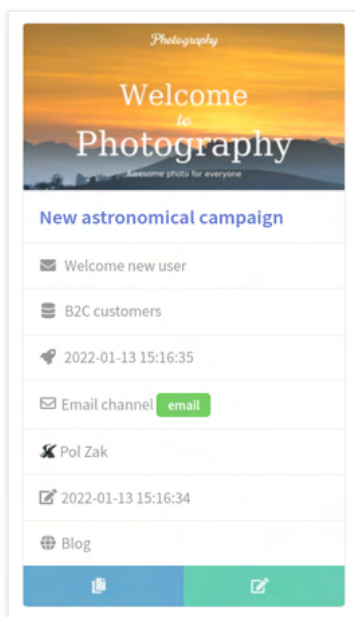 Photography
Welcome
to
Photography
Awesome photo for everyone
New astronomical campaign
Welcome new user
B2C customers
2022-01-13 15:16:35
Email channel email
Pol Zak
2022-01-13 15:16:34
Blog